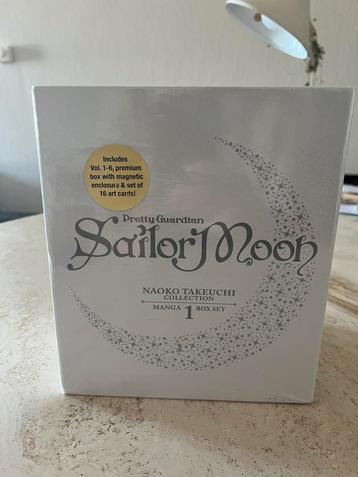 Includes
Vol. 1-6, premium
box with magnetic
enclosure & set of
16 art cards!
Pretty Guardian
Sailor Moon
NAOKO TAKEUCHI
COLLECTION
MANGA 1 BOX SET